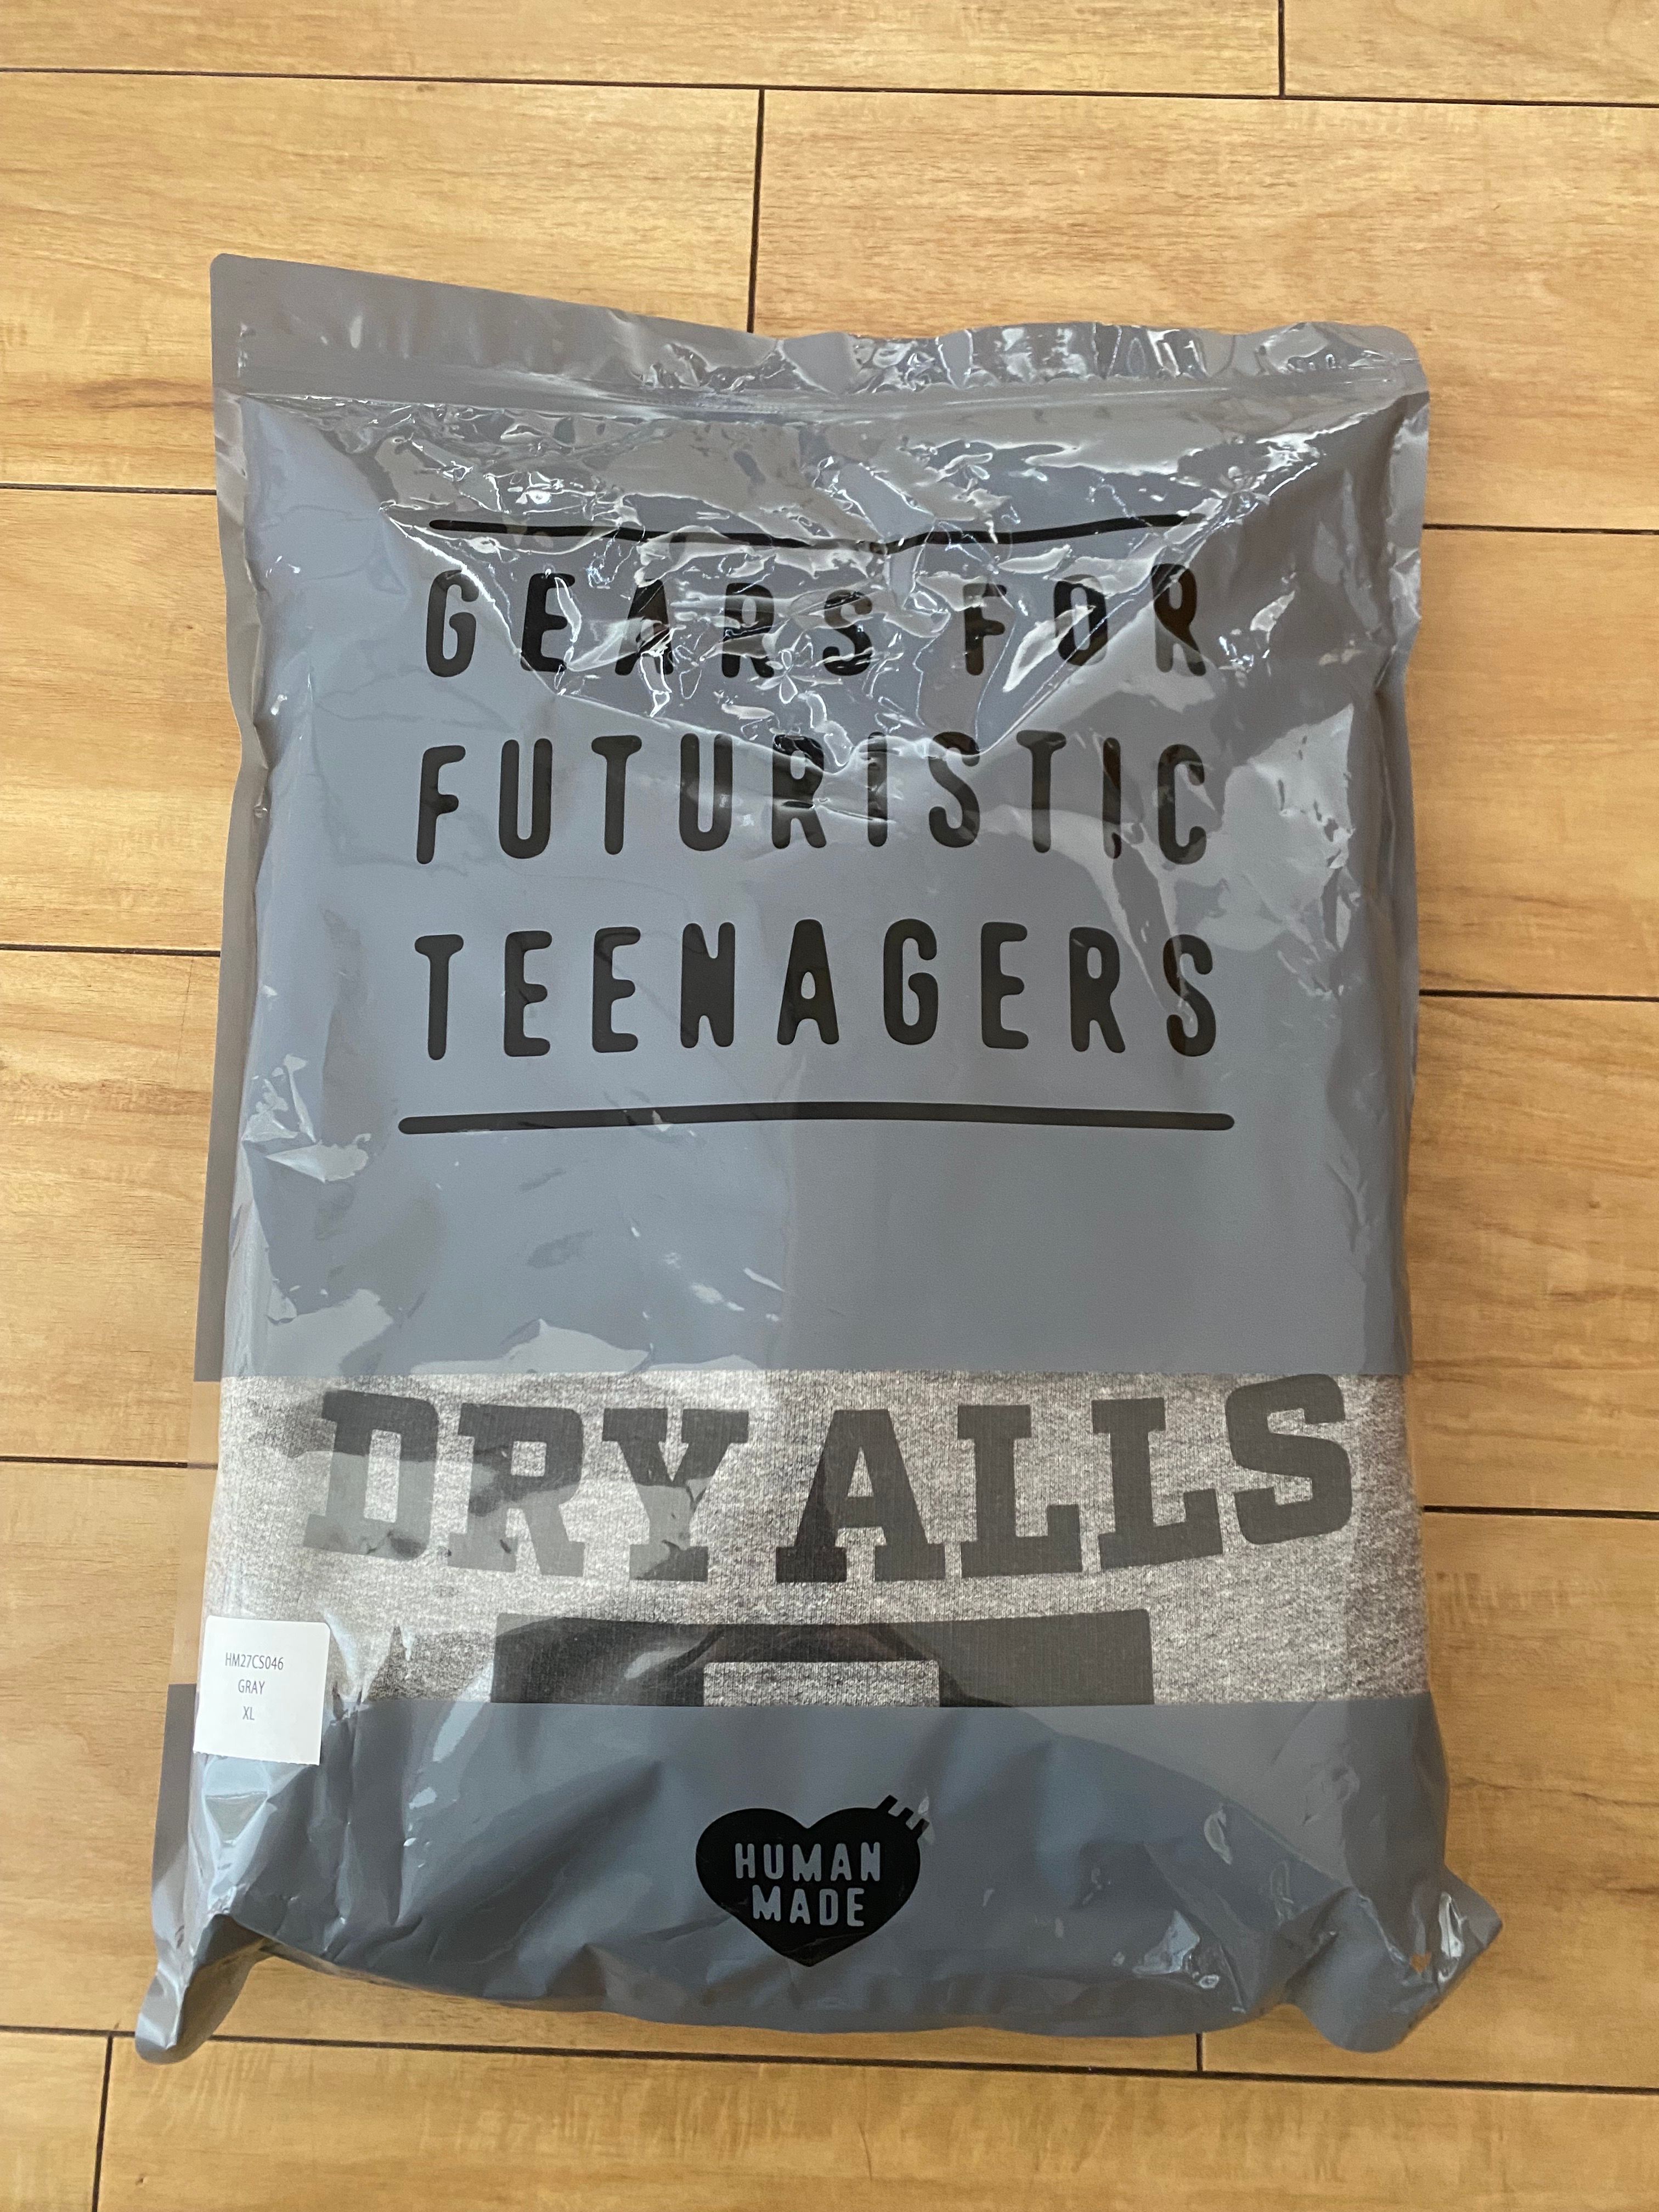 GEARS FOR
FUTURISTIC
TEENAGERS
DRY ALLS
HM27CS046
GRAY
XL
HUMAN
MADE